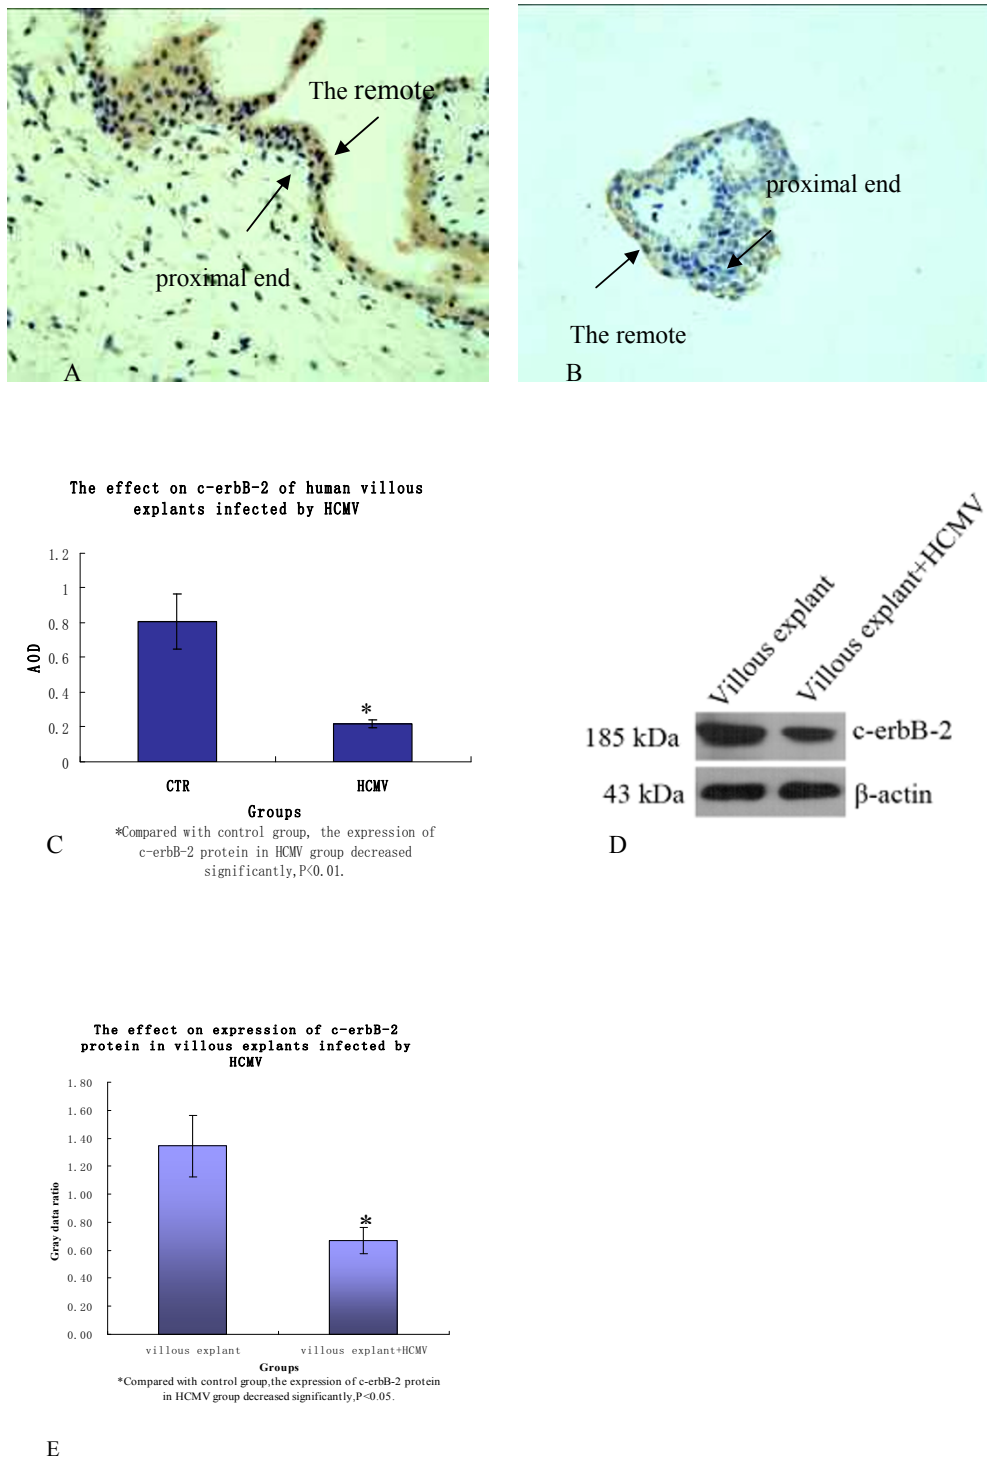 The remote
proximal end
A
proximal end
The remote
B
The effect on c-erbB-2 of human villous
explants infected by HCMV
1.2
1
0.8
0.6
0.4
0.2
0
AOD
CTR
*
HCMV
Groups
*Compared with control group, the expression of
c-erbB-2 protein in HCMV group decreased
significantly,P<0.01.
C
Villous explant
Villous explant+HCMV
185 kDa
c-erbB-2
43 kDa
β-actin
D
The effect on expression of c-erbB-2
protein in villous explants infected by
HCMV
1.80
1.60
1.40
1.20
1.00
0.80
0.60
0.40
0.20
0.00
Gray data ratio
*
villous explant
villous explant+HCMV
Groups
*Compared with control group,the expression of c-erbB-2 protein
in HCMV group decreased significantly,P<0.05.
E